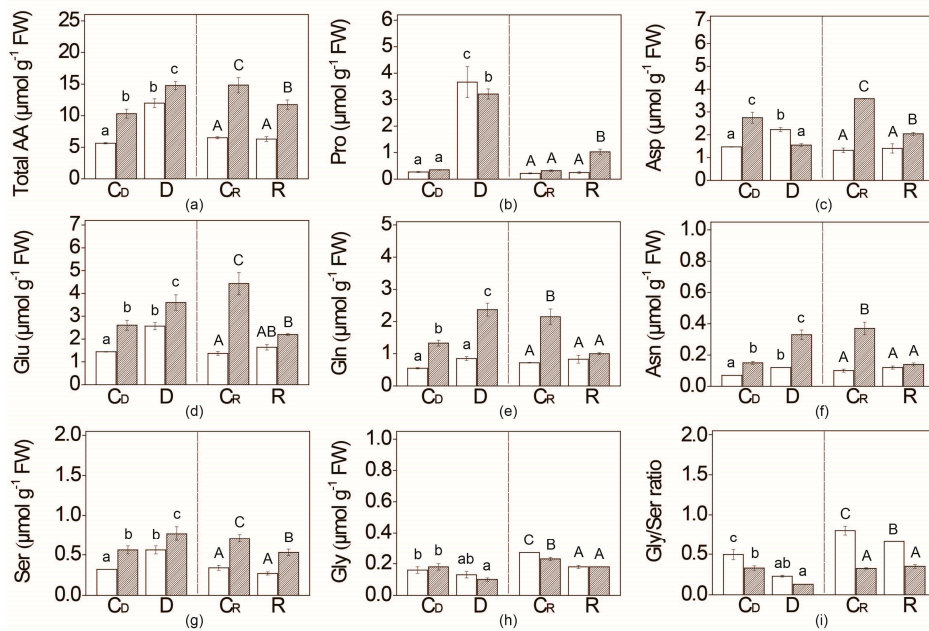 Total AA (µmol g⁻¹ FW)
25
20
15
10
5
0
a
b
b
c
A
C
A
B
CD
D
CR
R
(a)
Pro (µmol g⁻¹ FW)
6
5
4
3
2
1
0
a
a
c
b
A
A
A
B
CD
D
CR
R
(b)
Asp (µmol g⁻¹ FW)
7
6
5
4
3
2
1
0
a
c
b
a
A
C
A
B
CD
D
CR
R
(c)
Glu (µmol g⁻¹ FW)
7
6
5
4
3
2
1
0
a
b
b
c
A
C
AB
B
CD
D
CR
R
(d)
Gln (µmol g⁻¹ FW)
5
4
3
2
1
0
a
b
a
c
A
B
A
A
CD
D
CR
R
(e)
Asn (µmol g⁻¹ FW)
1.0
0.8
0.6
0.4
0.2
0.0
a
b
b
c
A
B
A
A
CD
D
CR
R
(f)
Ser (µmol g⁻¹ FW)
2.0
1.5
1.0
0.5
0.0
a
b
b
c
A
C
A
B
CD
D
CR
R
(g)
Gly (µmol g⁻¹ FW)
1.0
0.8
0.6
0.4
0.2
0.0
b
b
ab
a
C
B
A
A
CD
D
CR
R
(h)
Gly/Ser ratio
2.0
1.5
1.0
0.5
0.0
c
b
ab
a
C
A
B
A
CD
D
CR
R
(i)